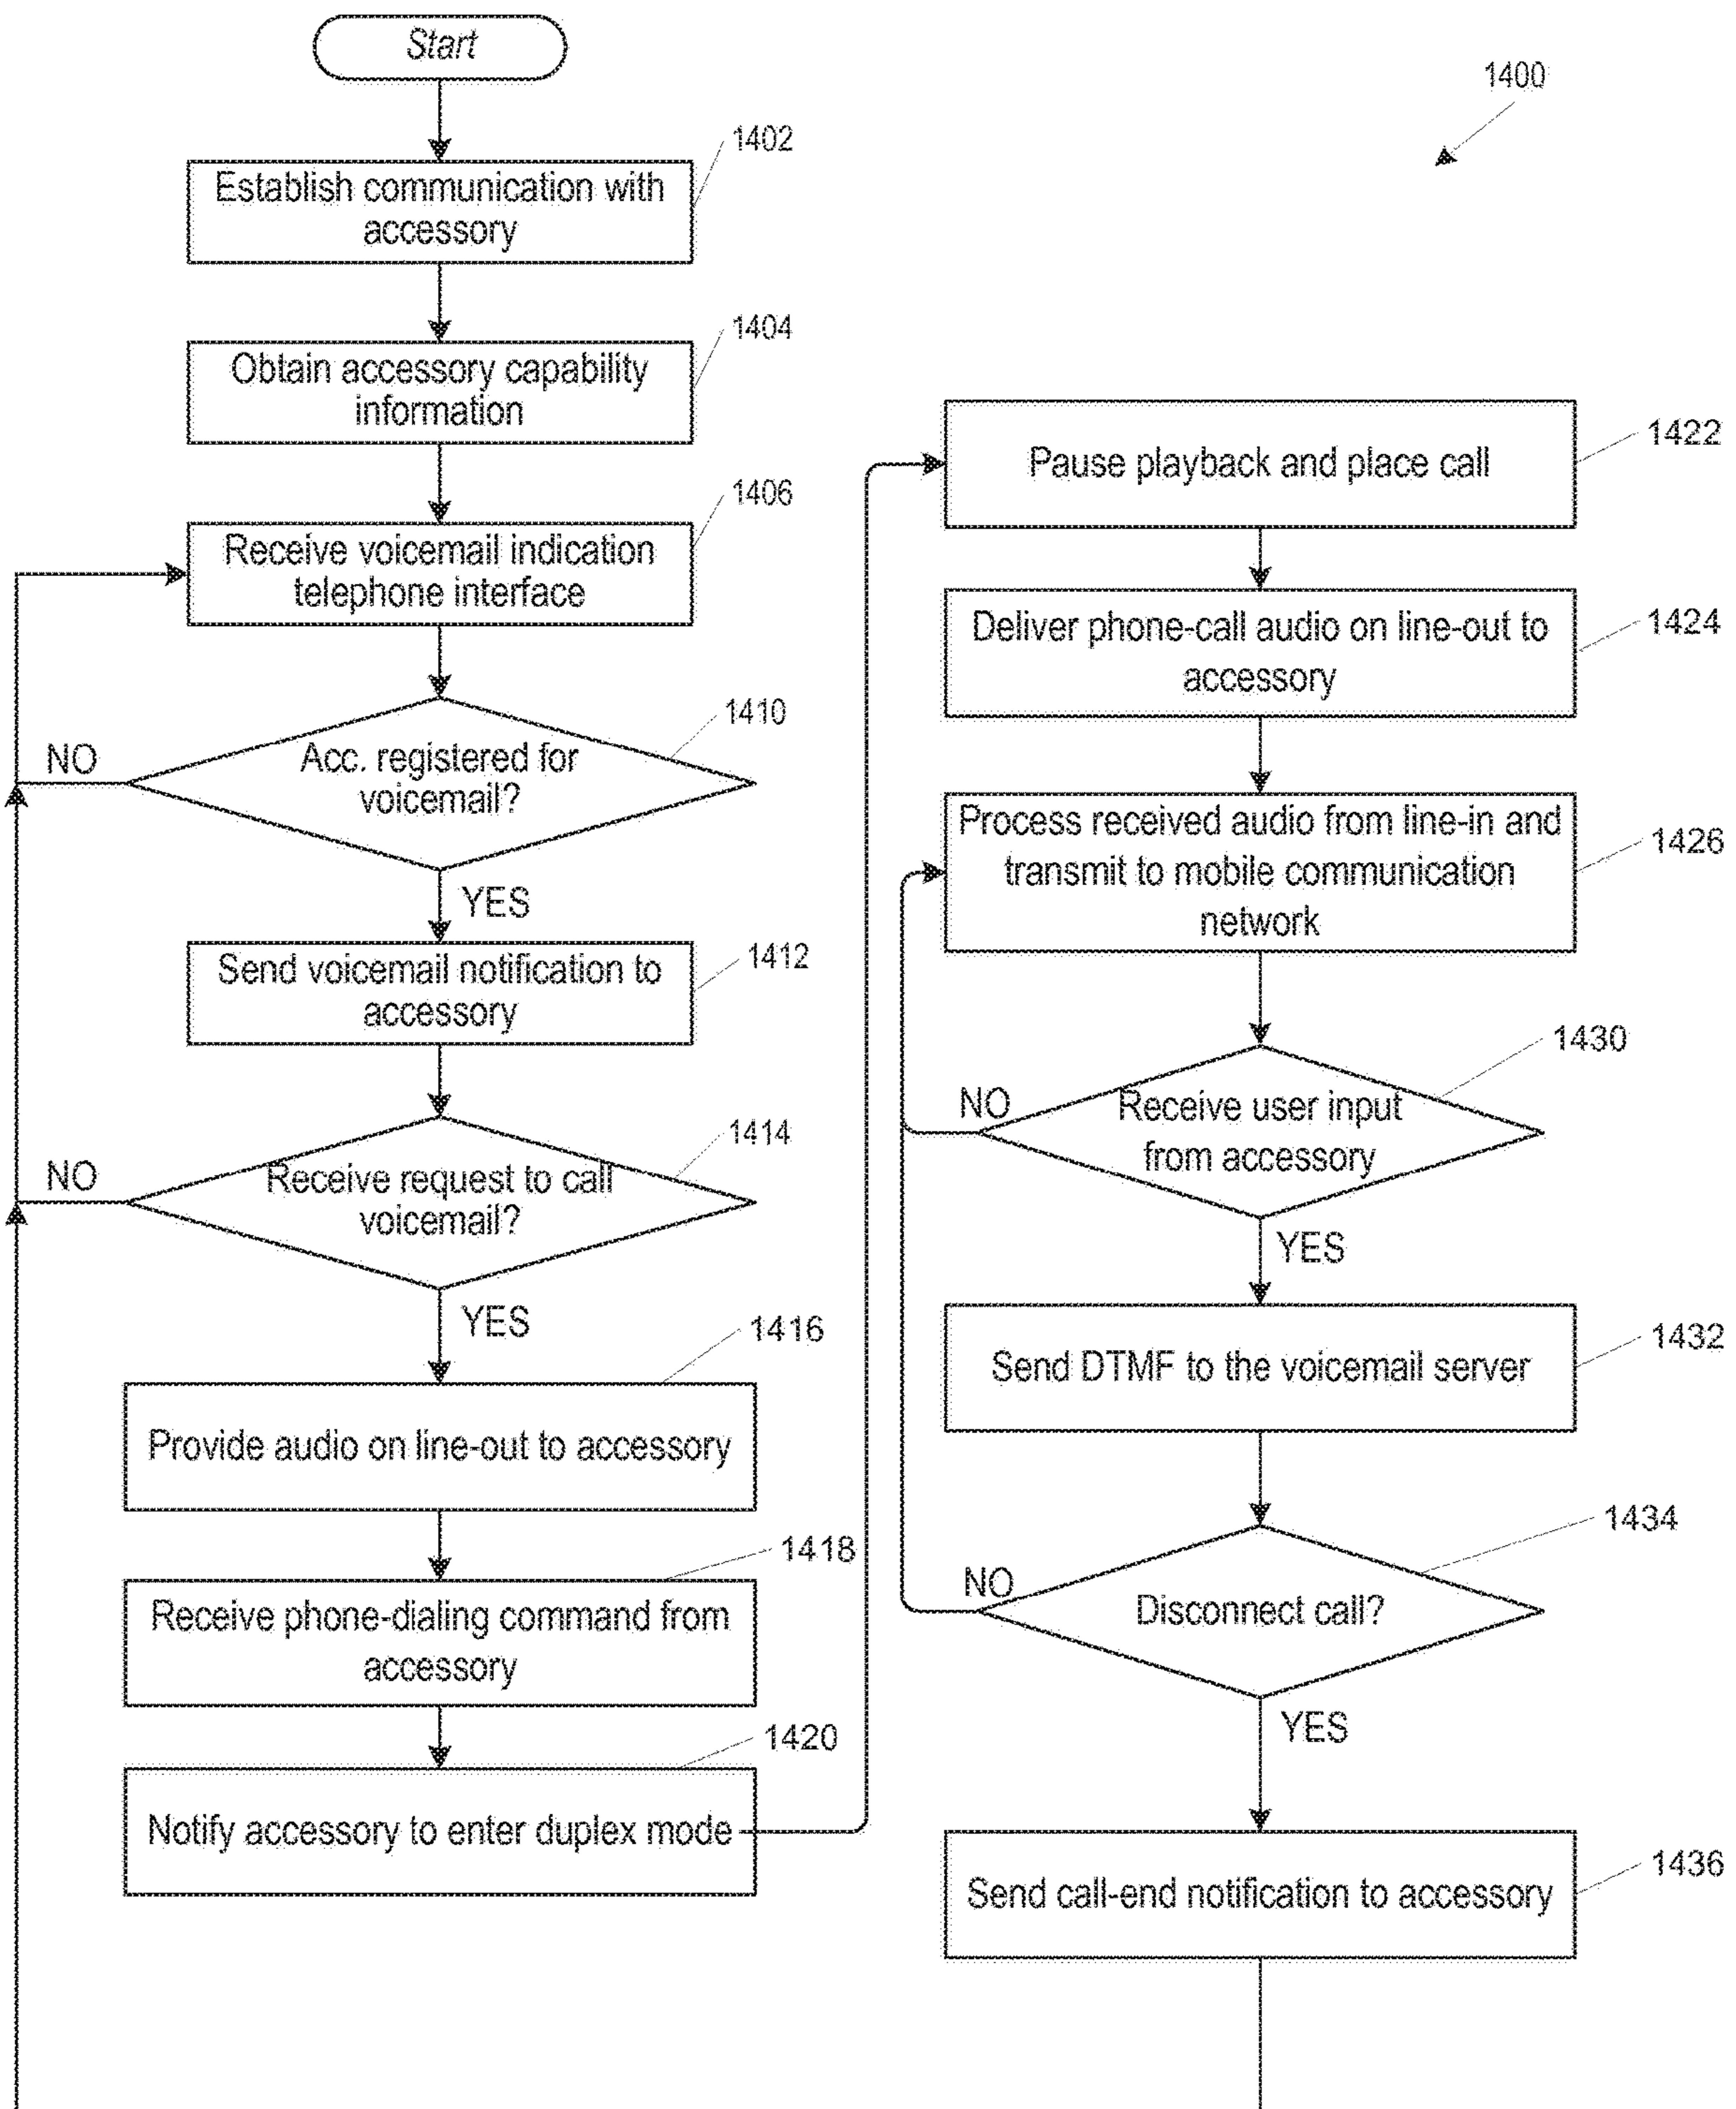 Start
1400
1402
Establish communication with
accessory
1404
Obtain accessory capability
information
1406
Receive voicemail indication
telephone interface
1410
NO
Acc. registered for
voicemail?
YES
1412
Send voicemail notification to
accessory
1414
NO
Receive request to call
voicemail?
YES
1416
Provide audio on line-out to accessory
1418
Receive phone-dialing command from
accessory
1420
Notify accessory to enter duplex mode
1422
Pause playback and place call
1424
Deliver phone-call audio on line-out to
accessory
1426
Process received audio from line-in and
transmit to mobile communication
network
1430
NO
Receive user input
from accessory
YES
1432
Send DTMF to the voicemail server
1434
NO
Disconnect call?
YES
1436
Send call-end notification to accessory